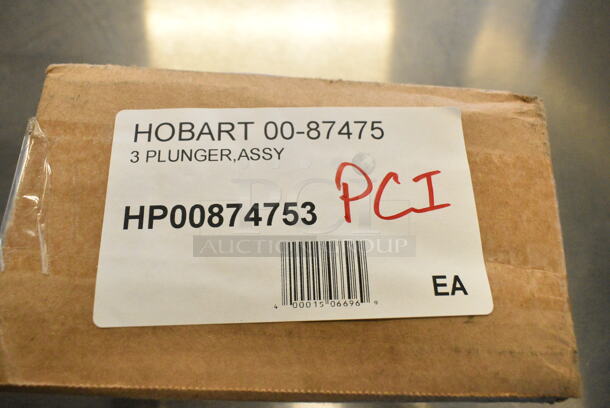 HOBART 00-87475
3 PLUNGER,ASSY
HP00874753
PCI
PCI
AUCTION GROUP
EA
4 00015 06696 9